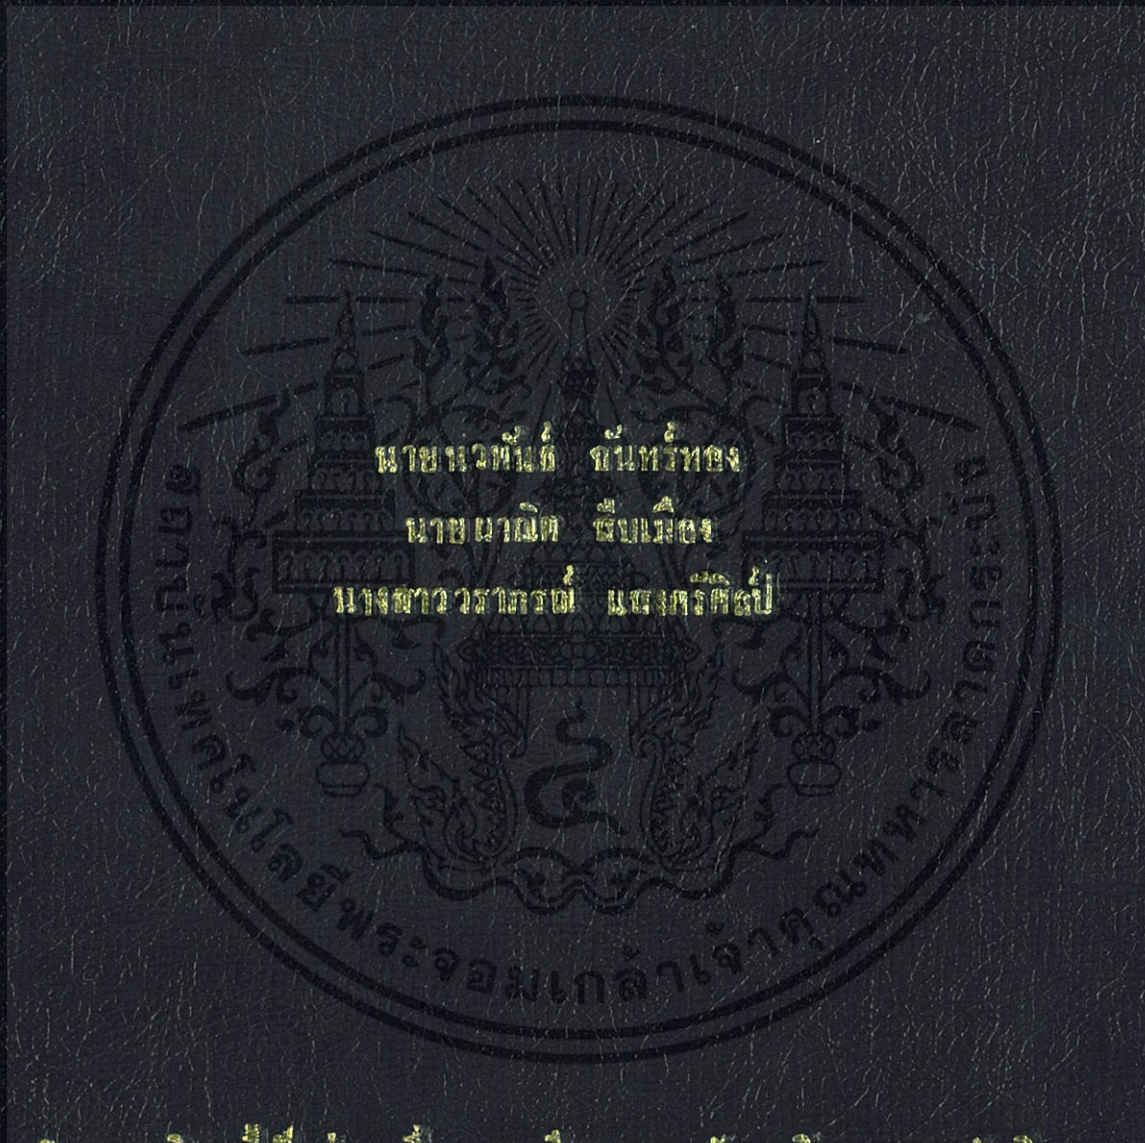 สถาบันเทคโนโลยีพระจอมเกล้าเจ้าคุณทหารลาดกระบัง
นายนวพันธ์ จันทร์ทอง
นายพาณิต สืบเมือง
นางสาววราภรณ์ แสงศรีศิลป์